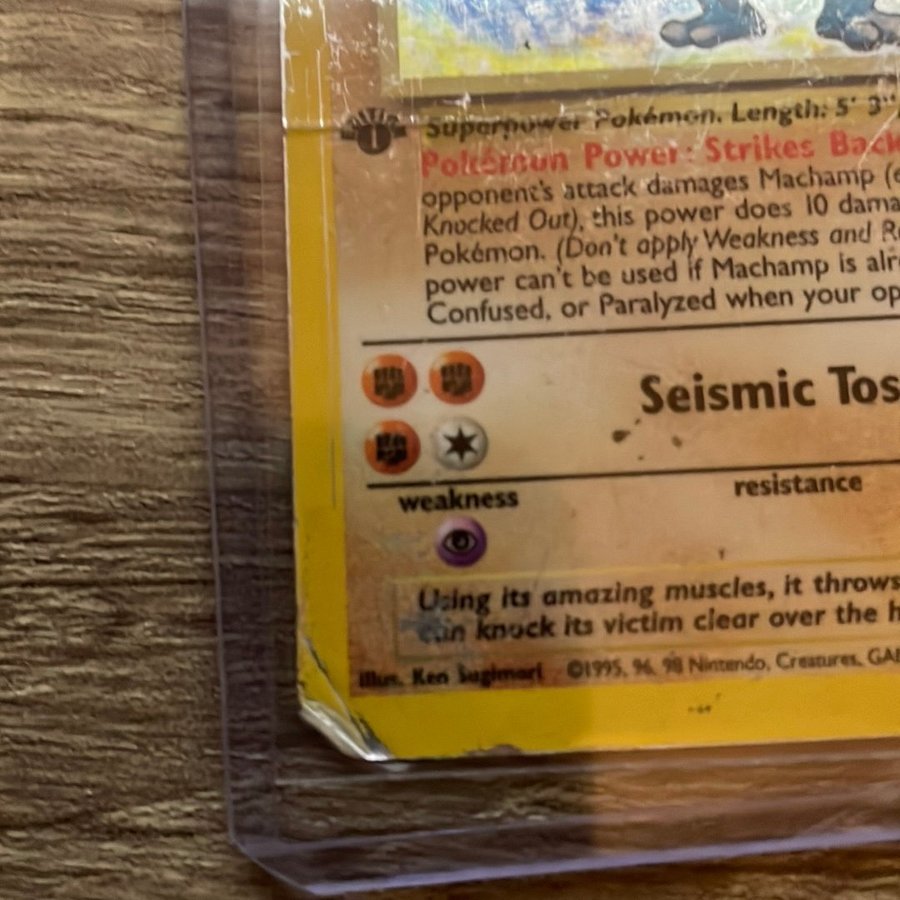 1
Superpower Pokémon. Length: 5' 3",
Pokémon Power: Strikes Back
opponent's attack damages Machamp (e
Knocked Out), this power does 10 dama
Pokémon. (Don't apply Weakness and Re
power can't be used if Machamp is alre
Confused, or Paralyzed when your op
Seismic Tos
weakness
resistance
Using its amazing muscles, it throws
can knock its victim clear over the h
Illus. Ken Sugimori ©1995, 96, 98 Nintendo, Creatures, GA